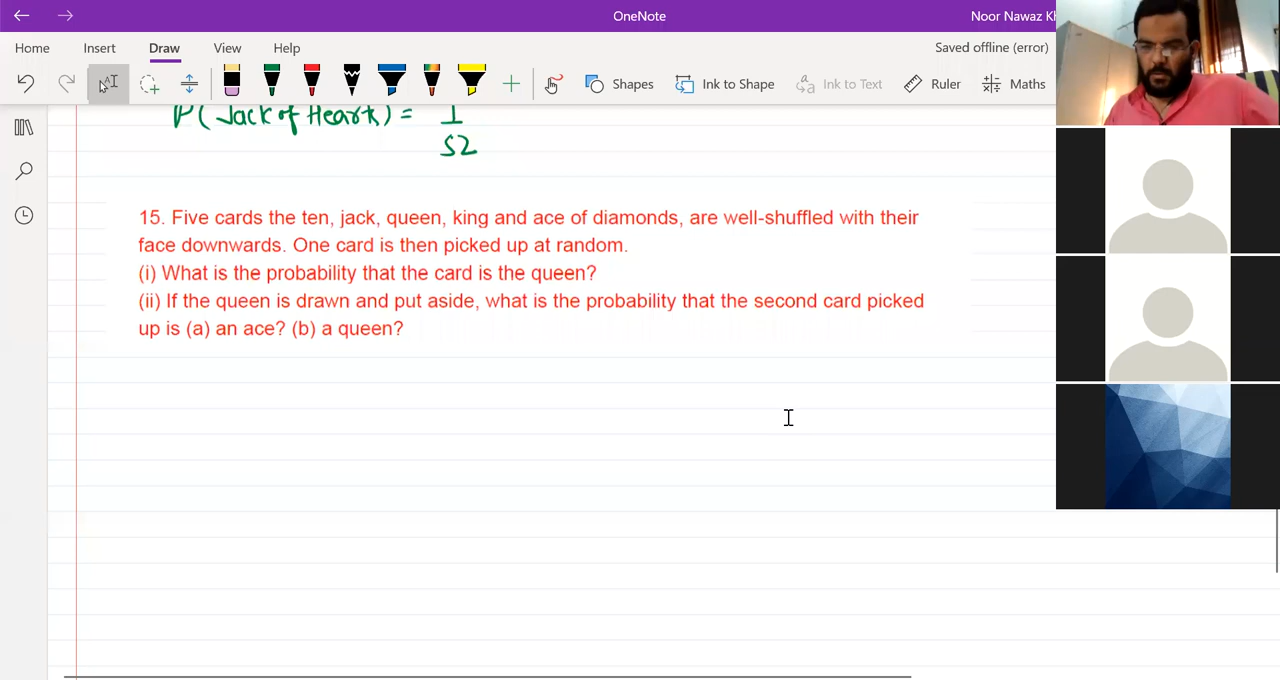 OneNote
Noor Nawaz Kh
Home Insert Draw View Help
Saved offline (error)
Shapes Ink to Shape Ink to Text Ruler Maths
P(Jack of Heart) = 1
52
15. Five cards the ten, jack, queen, king and ace of diamonds, are well-shuffled with their
face downwards. One card is then picked up at random.
(i) What is the probability that the card is the queen?
(ii) If the queen is drawn and put aside, what is the probability that the second card picked
up is (a) an ace? (b) a queen?